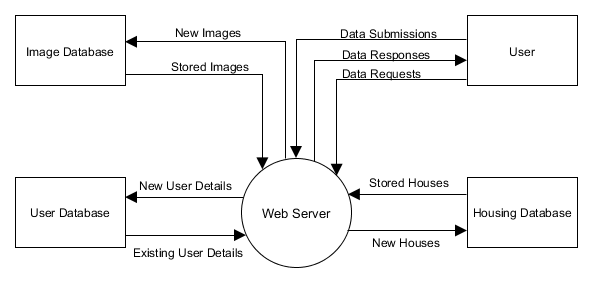 New Images
Image Database
Stored Images
Data Submissions
Data Responses
Data Requests
User
New User Details
User Database
Existing User Details
Web Server
Stored Houses
Housing Database
New Houses